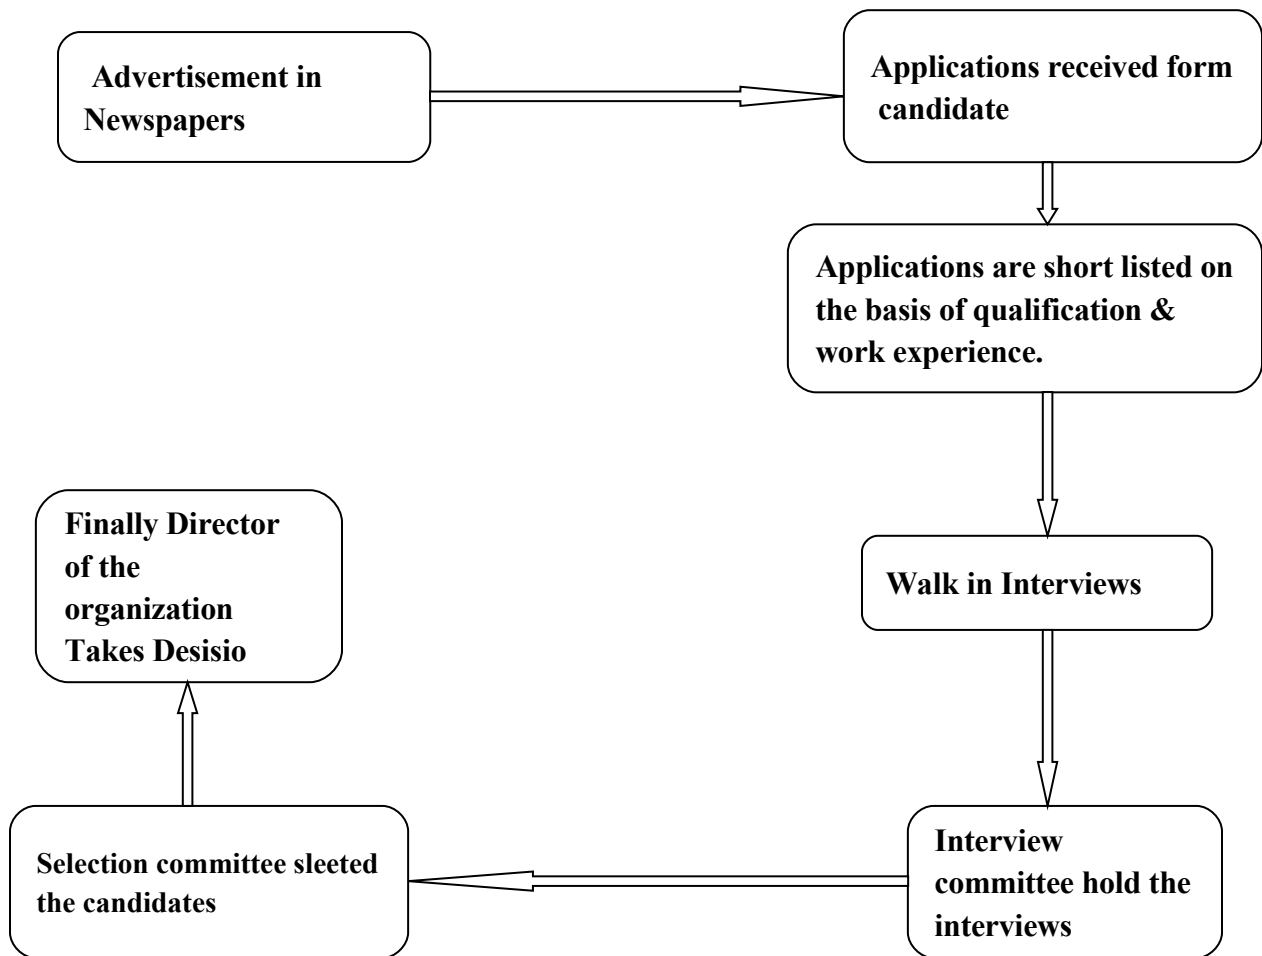 Advertisement in
Newspapers
Applications received form
candidate
Applications are short listed on
the basis of qualification &
work experience.
Walk in Interviews
Interview
committee hold the
interviews
Selection committee sleeted
the candidates
Finally Director
of the
organization
Takes Desisio